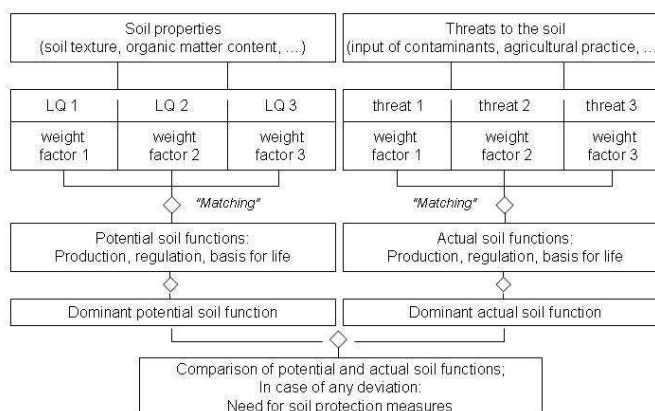 Soil properties
(soil texture, organic matter content, ...)
Threats to the soil
(input of contaminants, agricultural practice, ...
LQ 1
LQ 2
LQ 3
weight
factor 1
weight
factor 2
weight
factor 3
threat 1
threat 2
threat 3
weight
factor 1
weight
factor 2
weight
factor 3
"Matching"
"Matching"
Potential soil functions:
Production, regulation, basis for life
Actual soil functions:
Production, regulation, basis for life
Dominant potential soil function
Dominant actual soil function
Comparison of potential and actual soil functions;
In case of any deviation:
Need for soil protection measures